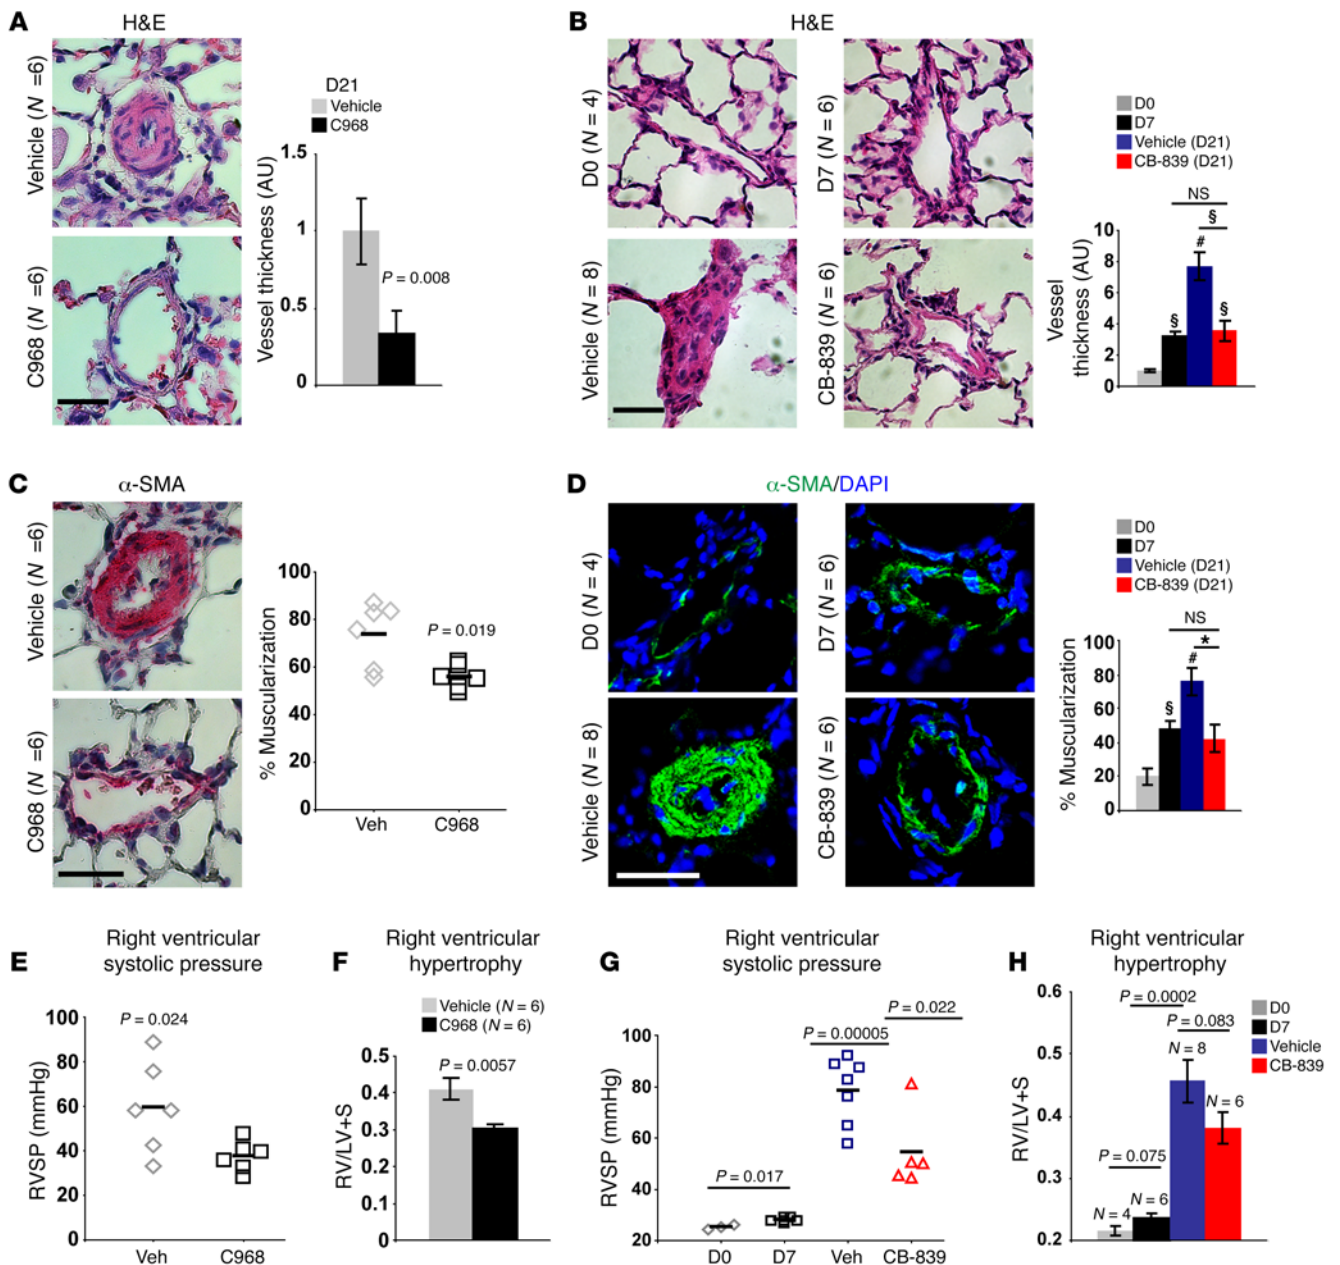 A
H&E
Vehicle (N =6)
C968 (N =6)
D21
Vehicle
C968
Vessel thickness (AU)
1.5
1
0.5
0
P = 0.008
B
H&E
D0 (N = 4)
D7 (N = 6)
Vehicle (N = 8)
CB-839 (N = 6)
D0
D7
Vehicle (D21)
CB-839 (D21)
NS
§
#
§
§
Vessel
thickness (AU)
10
8
6
4
2
0
C
α-SMA
Vehicle (N =6)
C968 (N =6)
% Muscularization
100
80
60
40
20
0
P = 0.019
Veh
C968
D
α-SMA/DAPI
D0 (N = 4)
D7 (N = 6)
Vehicle (N = 8)
CB-839 (N = 6)
D0
D7
Vehicle (D21)
CB-839 (D21)
NS
*
#
§
% Muscularization
100
80
60
40
20
0
E
Right ventricular
systolic pressure
P = 0.024
RVSP (mmHg)
100
80
60
40
20
0
Veh
C968
F
Right ventricular
hypertrophy
Vehicle (N = 6)
C968 (N = 6)
P = 0.0057
RV/LV+S
0.5
0.4
0.3
0.2
0.1
0
G
Right ventricular
systolic pressure
P = 0.022
P = 0.00005
P = 0.017
RVSP (mmHg)
100
80
60
40
20
D0
D7
Veh
CB-839
H
Right ventricular
hypertrophy
P = 0.0002
P = 0.083
N = 8
N = 6
P = 0.075
N = 6
N = 4
D0
D7
Vehicle
CB-839
RV/LV+S
0.6
0.5
0.4
0.3
0.2